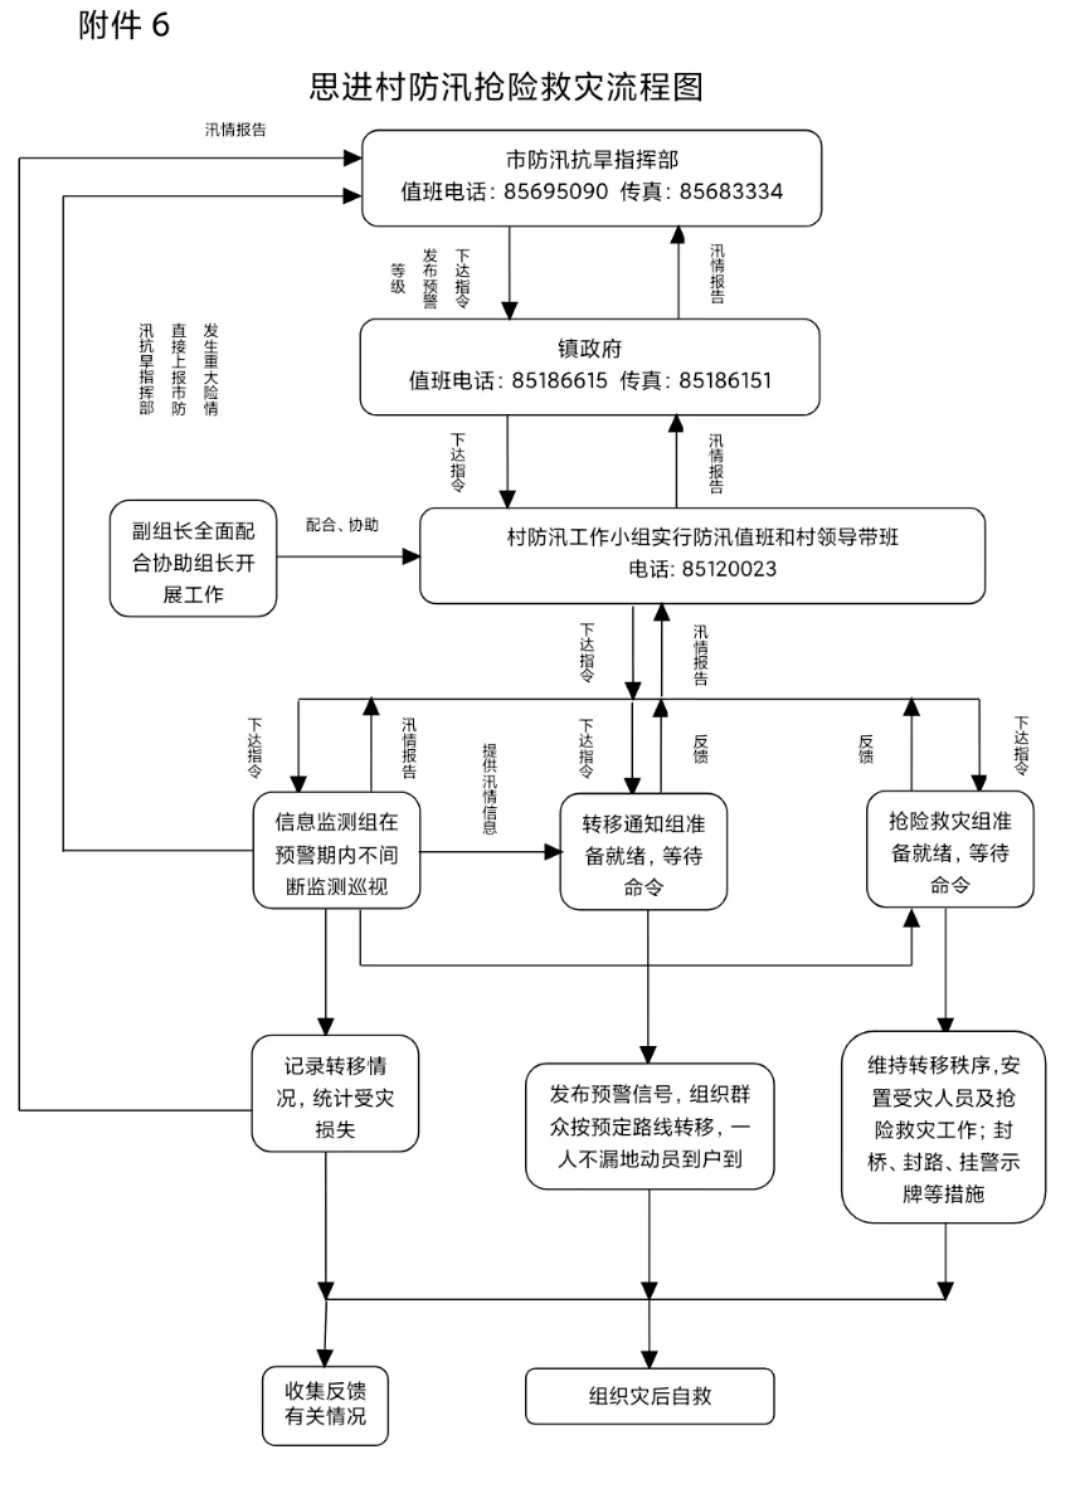 附件 6
思进村防汛抢险救灾流程图
汛情报告
市防汛抗旱指挥部
值班电话: 85695090 传真: 85683334
下达指令
发布预警
等级
汛情报告
发生重大险情
直接上报市防
汛抗旱指挥部
镇政府
值班电话: 85186615 传真: 85186151
下达指令
汛情报告
副组长全面配
合协助组长开
展工作
配合、协助
村防汛工作小组实行防汛值班和村领导带班
电话: 85120023
下达指令
汛情报告
下达指令
汛情报告
提供汛情信息
下达指令
反馈
反馈
下达指令
信息监测组在
预警期内不间
断监测巡视
转移通知组准
备就绪, 等待
命令
抢险救灾组准
备就绪, 等待
命令
记录转移情
况, 统计受灾
损失
发布预警信号, 组织群
众按预定路线转移, 一
人不漏地动员到户到
维持转移秩序,安
置受灾人员及抢
险救灾工作; 封
桥、封路、挂警示
牌等措施
收集反馈
有关情况
组织灾后自救